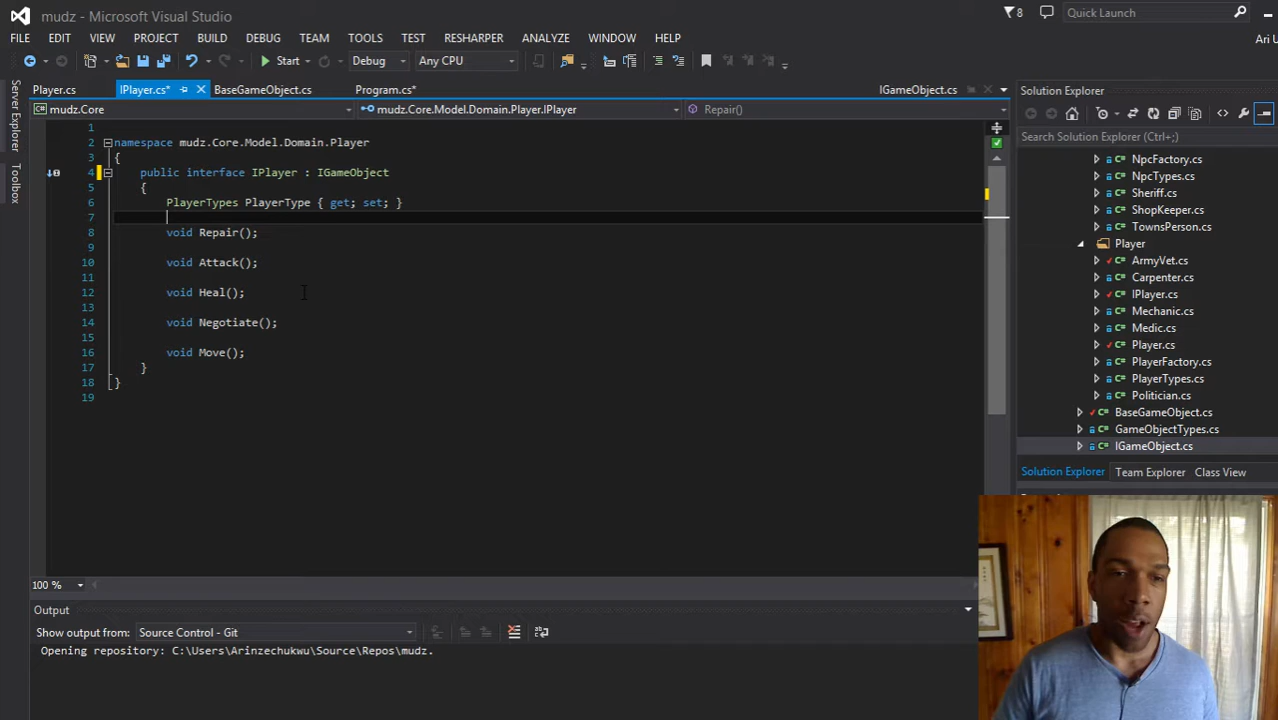 mudz - Microsoft Visual Studio
8
Quick Launch
FILE EDIT VIEW PROJECT BUILD DEBUG TEAM TOOLS TEST RESHARPER ANALYZE WINDOW HELP
Ari U
Start Debug Any CPU
Server Explorer
Toolbox
Player.cs IPlayer.cs* BaseGameObject.cs Program.cs* IGameObject.cs
mudz.Core mudz.Core.Model.Domain.Player.IPlayer Repair()
1
2 namespace mudz.Core.Model.Domain.Player
3 {
4 public interface IPlayer : IGameObject
5 {
6 PlayerTypes PlayerType { get; set; }
7
8 void Repair();
9
10 void Attack();
11
12 void Heal();
13
14 void Negotiate();
15
16 void Move();
17 }
18 }
19
100 %
Output
Show output from: Source Control - Git
Opening repository: C:\Users\Arinzechukwu\Source\Repos\mudz.
Solution Explorer
Search Solution Explorer (Ctrl+;)
NpcFactory.cs
NpcTypes.cs
Sheriff.cs
ShopKeeper.cs
TownsPerson.cs
Player
ArmyVet.cs
Carpenter.cs
IPlayer.cs
Mechanic.cs
Medic.cs
Player.cs
PlayerFactory.cs
PlayerTypes.cs
Politician.cs
BaseGameObject.cs
GameObjectTypes.cs
IGameObject.cs
Solution Explorer Team Explorer Class View